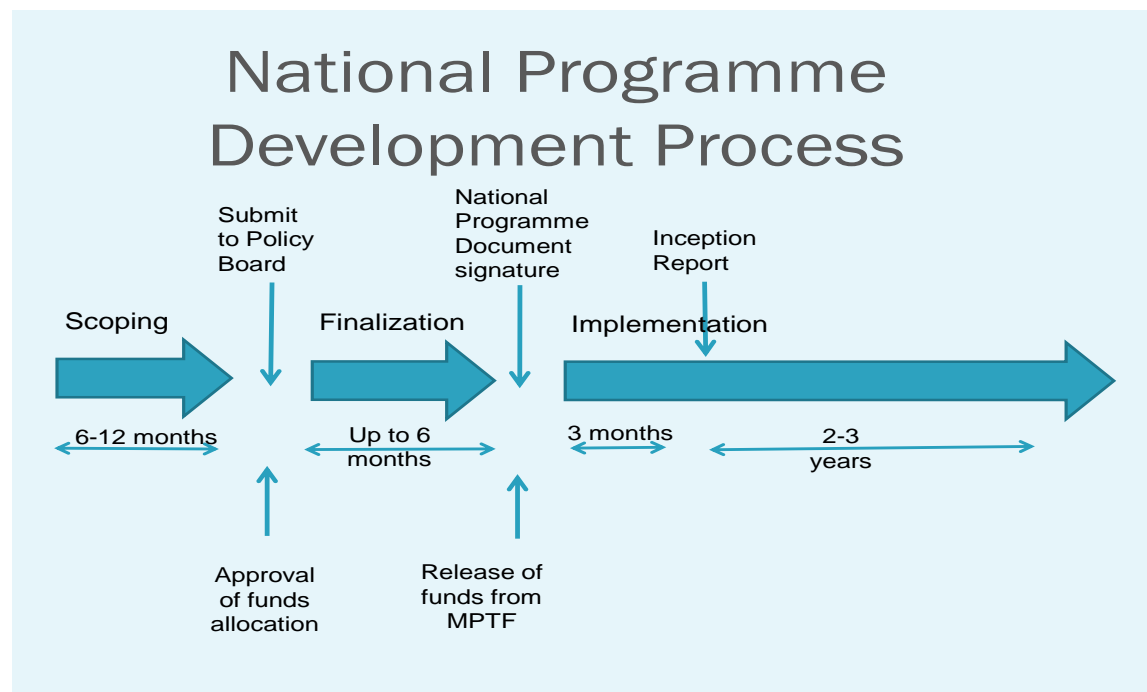 National Programme
Development Process
Submit
to Policy
Board
National
Programme
Document
signature
Inception
Report
Scoping
Finalization
Implementation
6-12 months
Up to 6
months
3 months
2-3
years
Approval
of funds
allocation
Release of
funds from
MPTF